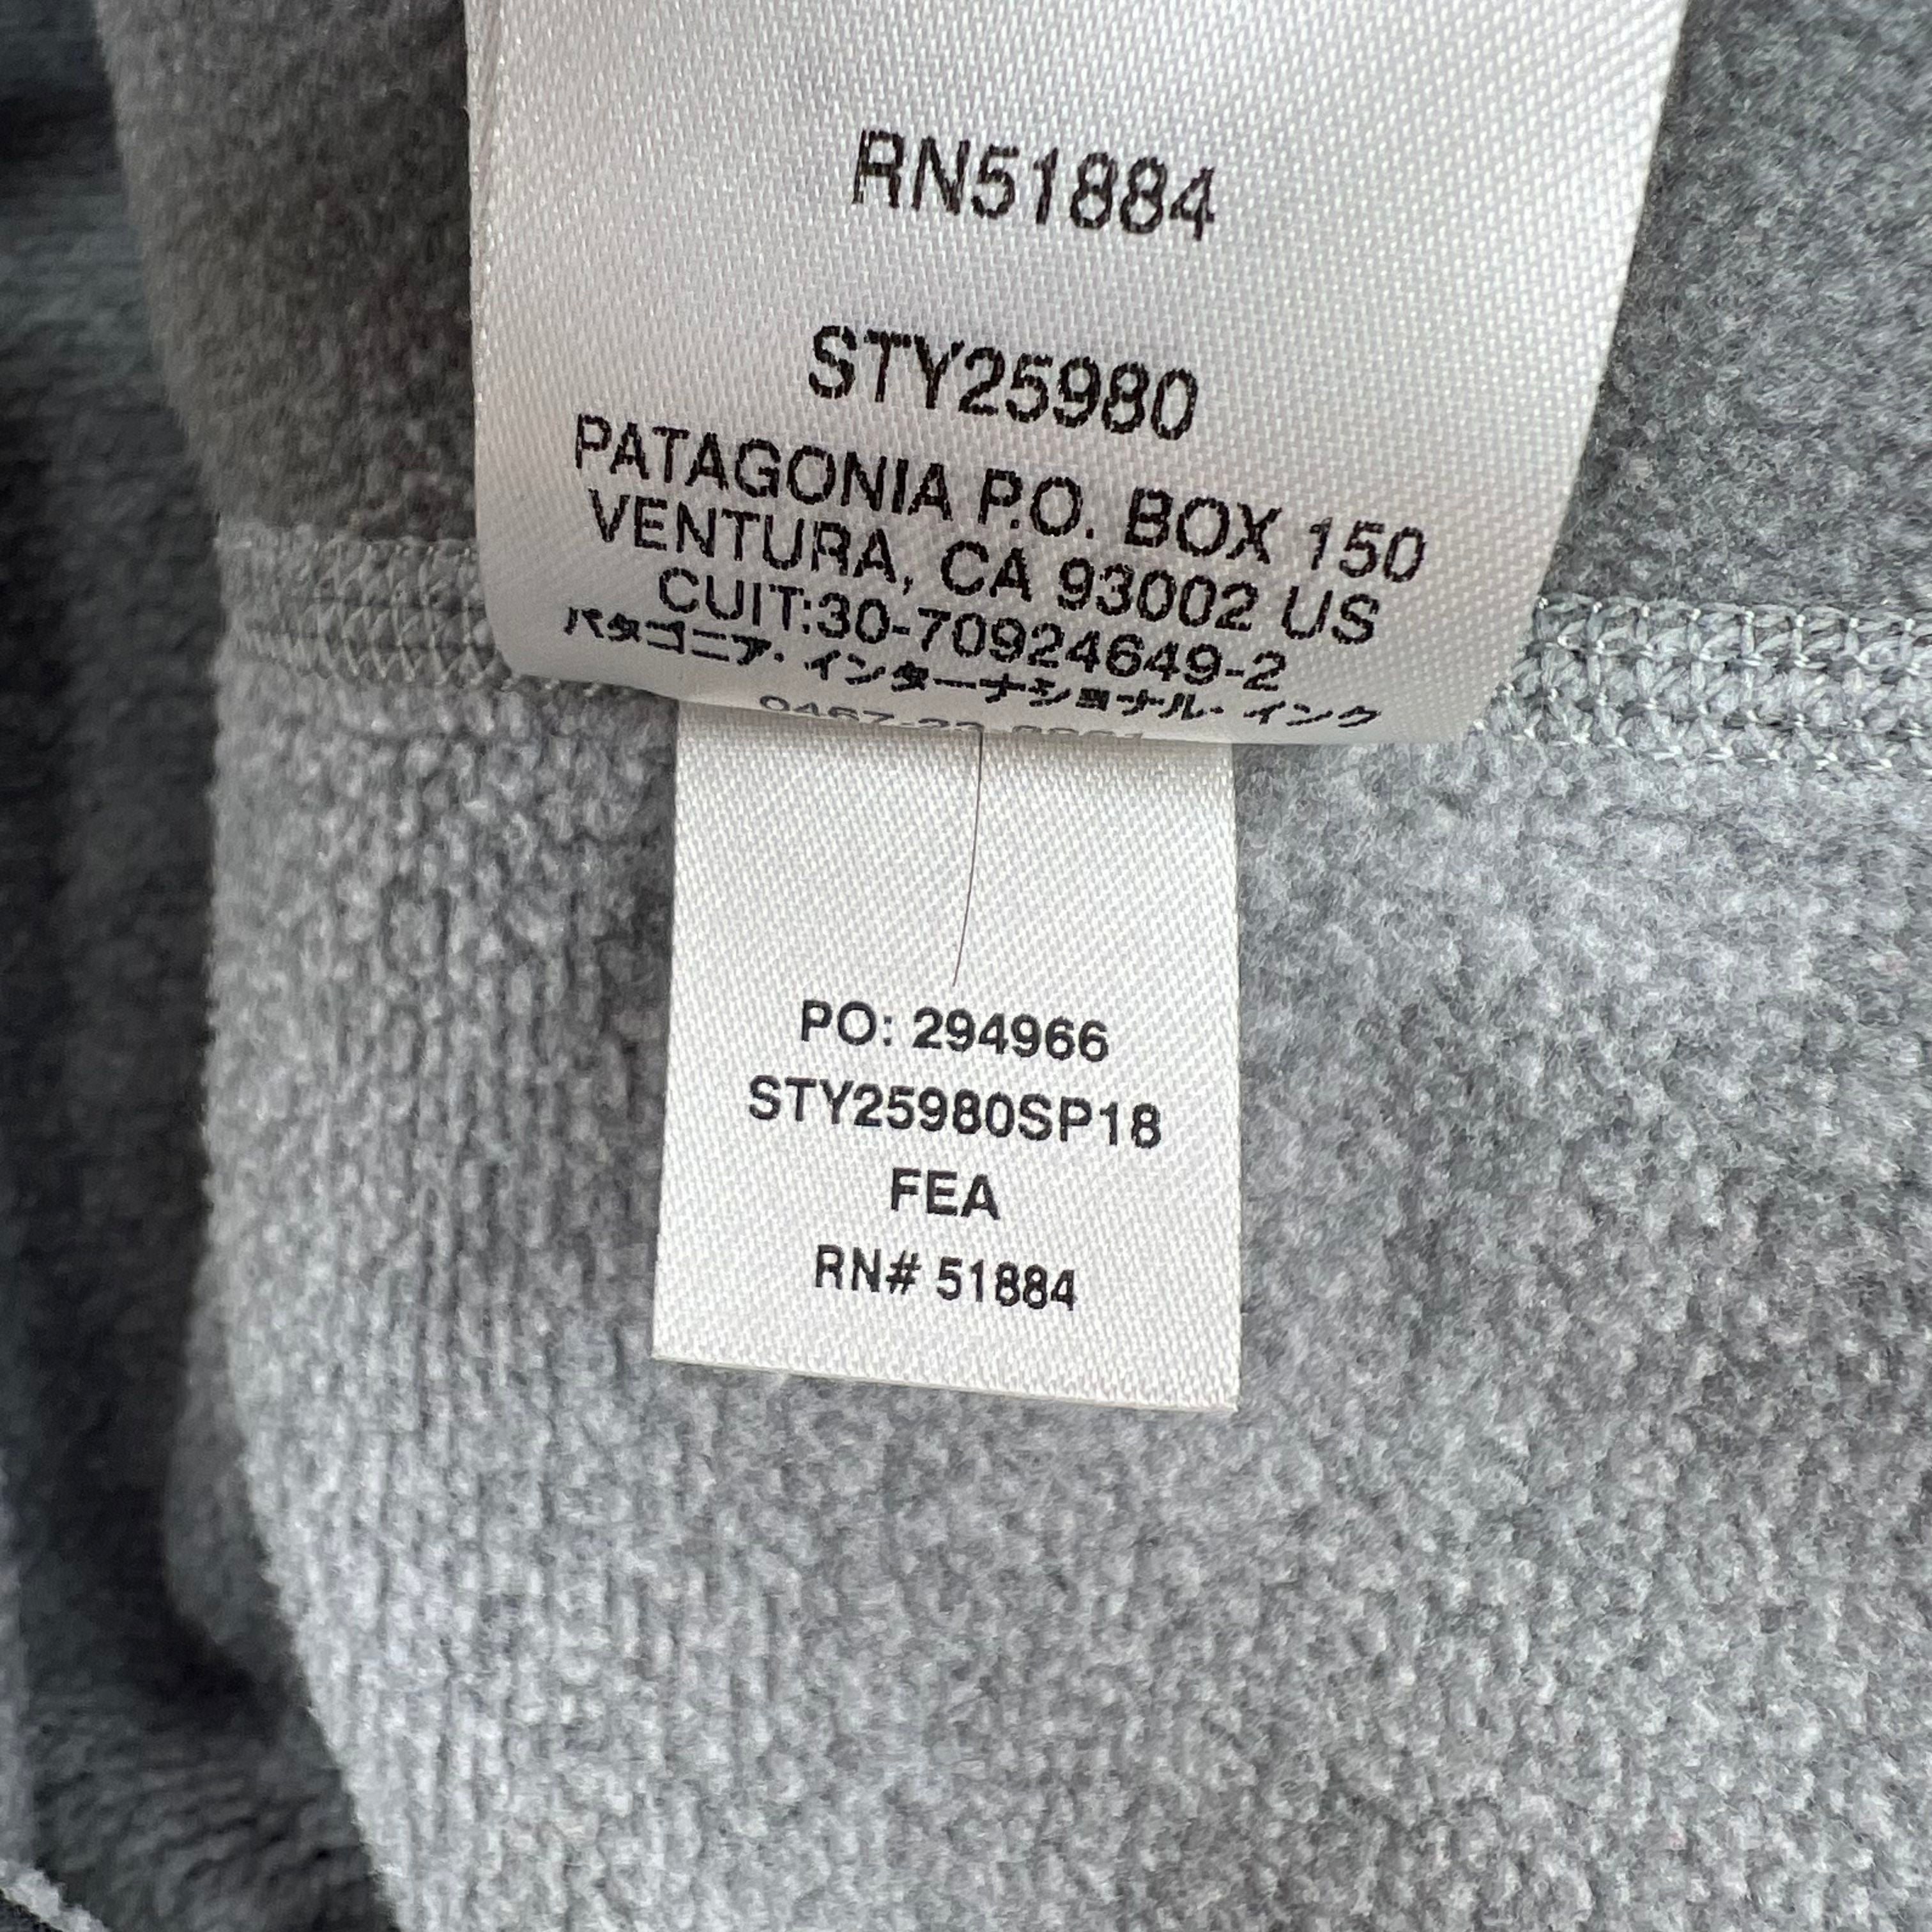 RN51884
STY25980
PATAGONIA P.O. BOX 150
VENTURA, CA 93002 US
CUIT:30-70924649-2
パタゴニア・インターナショナル・インク
PO: 294966
STY25980SP18
FEA
RN# 51884